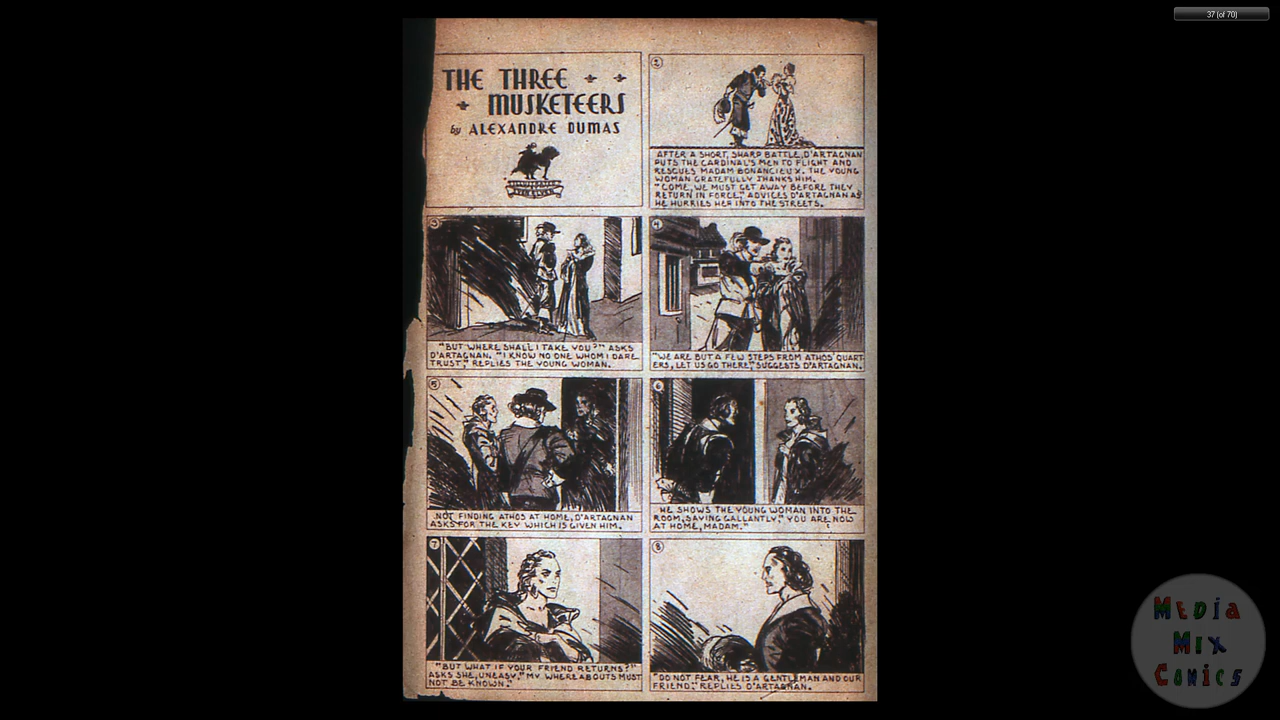 37 (of 70)
THE THREE
MUSKETEERS
by ALEXANDRE DUMAS
2
AFTER A SHORT, SHARP BATTLE, D'ARTAGNAN
PUTS THE CARDINAL'S MEN TO FLIGHT AND
RESCUES MADAM BONANCIEUX. THE YOUNG
WOMAN GRATEFULLY THANKS HIM.
"COME, WE MUST GET AWAY BEFORE THEY
RETURN IN FORCE," ADVICES D'ARTAGNAN AS
HE HURRIES HER INTO THE STREETS.
3
"BUT WHERE SHALL I TAKE YOU?" ASKS
D'ARTAGNAN. "I KNOW NO ONE WHOM I DARE
TRUST," REPLIES THE YOUNG WOMAN.
4
"WE ARE BUT A FEW STEPS FROM ATHOS' QUART-
ERS, LET US GO THERE," SUGGESTS D'ARTAGNAN.
5
NOT FINDING ATHOS AT HOME, D'ARTAGNAN
ASKS FOR THE KEY WHICH IS GIVEN HIM.
6
HE SHOWS THE YOUNG WOMAN INTO THE
ROOM, SAYING GALLANTLY, "YOU ARE NOW
AT HOME, MADAM."
7
"BUT WHAT IF YOUR FRIEND RETURNS?"
ASKS SHE, UNEASY, "MY WHEREABOUTS MUST
NOT BE KNOWN."
8
"DO NOT FEAR, HE IS A GENTLEMAN AND OUR
FRIEND," REPLIES D'ARTAGNAN.
MEDiA
MiX
COMiCS